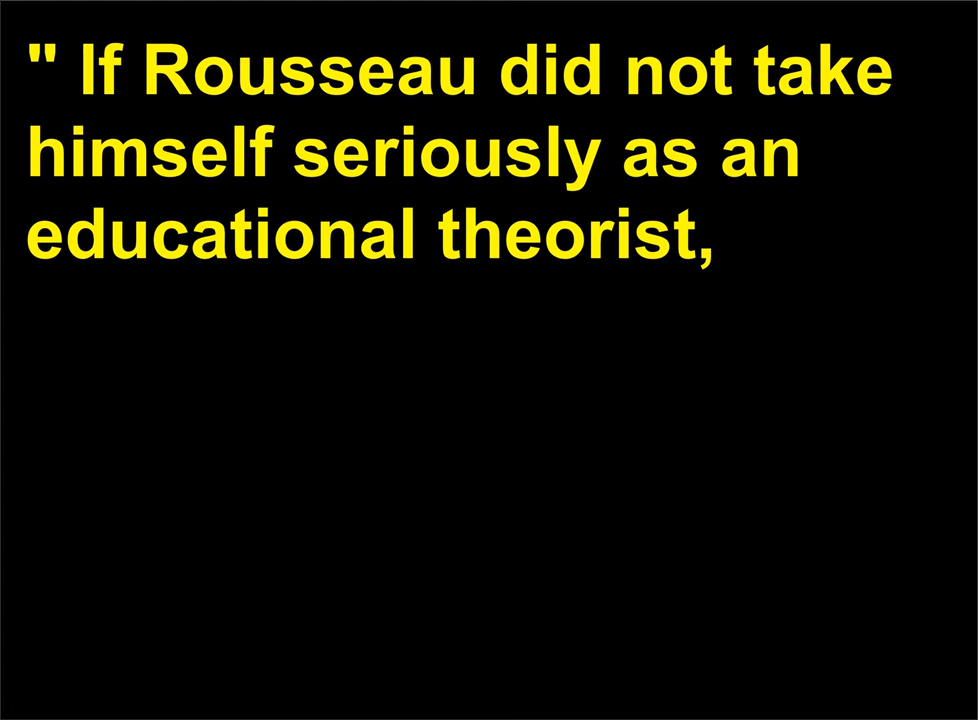 " If Rousseau did not take
himself seriously as an
educational theorist,